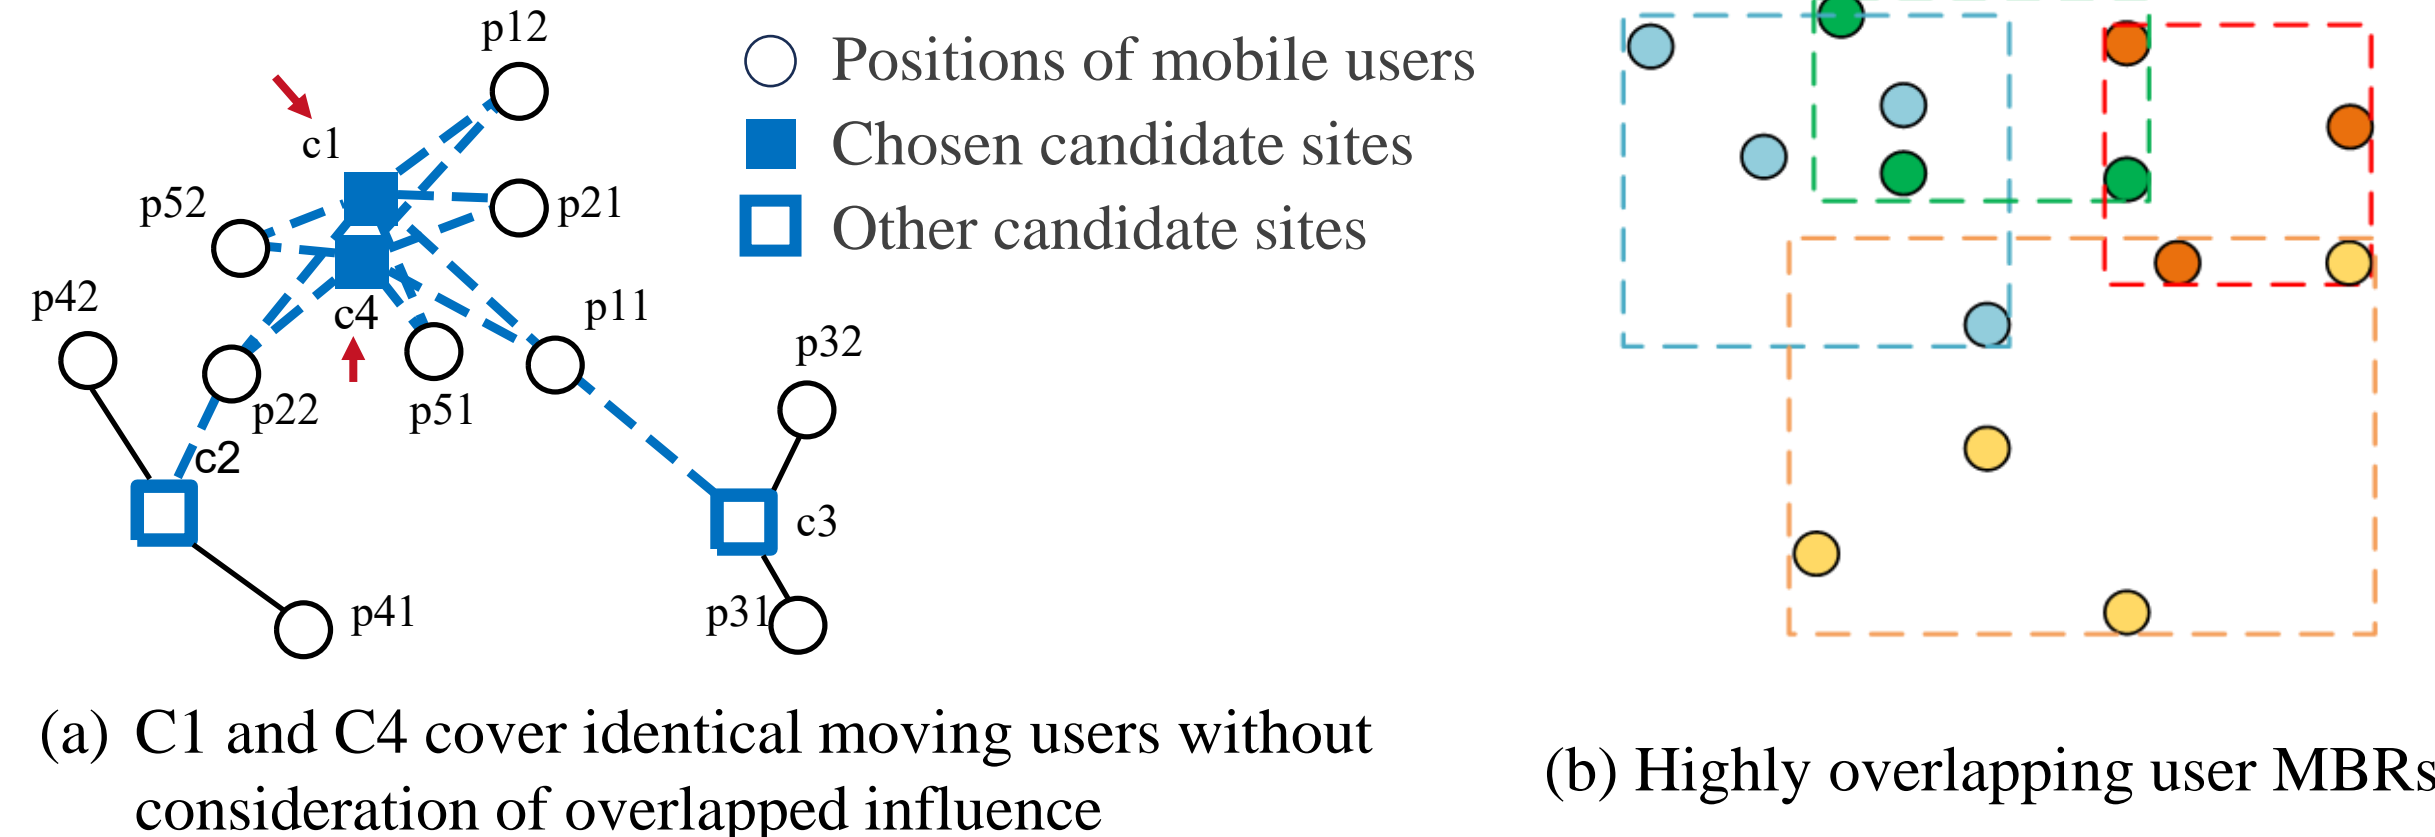 p12
c1
p52
p21
c4
p42
p11
p22
p51
p32
c2
c3
p41
p31
Positions of mobile users
Chosen candidate sites
Other candidate sites
(a) C1 and C4 cover identical moving users without
consideration of overlapped influence
(b) Highly overlapping user MBRs